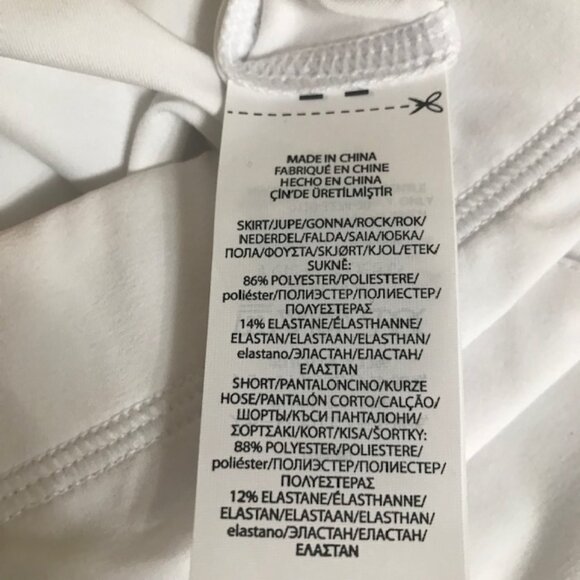 MADE IN CHINA
FABRIQUÉ EN CHINE
HECHO EN CHINA
ÇİN'DE ÜRETİLMİŞTİR
SKIRT/JUPE/GONNA/ROCK/ROK/
NEDERDEL/FALDA/SAIA/ЮБКА/
ПОЛА/ΦΟΥΣΤΑ/SKJØRT/KJOL/ETEK/
SUKNĚ:
86% POLYESTER/POLIESTERE/
poliéster/ПОЛИЭСТЕР/ПОЛИЕСТЕР/
ΠΟΛΥΕΣΤΕΡΑΣ
14% ELASTANE/ÉLASTHANNE/
ELASTAN/ELASTAAN/ELASTHAN/
elastano/ЭЛАСТАН/ЕЛАСТАН/
ΕΛΑΣΤΑΝ
SHORT/PANTALONCINO/KURZE
HOSE/PANTALÓN CORTO/CALÇÃO/
ШОРТЫ/КЪСИ ПАНТАЛОНИ/
ΣΟΡΤΣΑΚΙ/KORT/KISA/ŠORTKY:
88% POLYESTER/POLIESTERE/
poliéster/ПОЛИЭСТЕР/ПОЛИЕСТЕР/
ΠΟΛΥΕΣΤΕΡΑΣ
12% ELASTANE/ÉLASTHANNE/
ELASTAN/ELASTAAN/ELASTHAN/
elastano/ЭЛАСТАН/ЕЛАСТАН/
ΕΛΑΣΤΑΝ